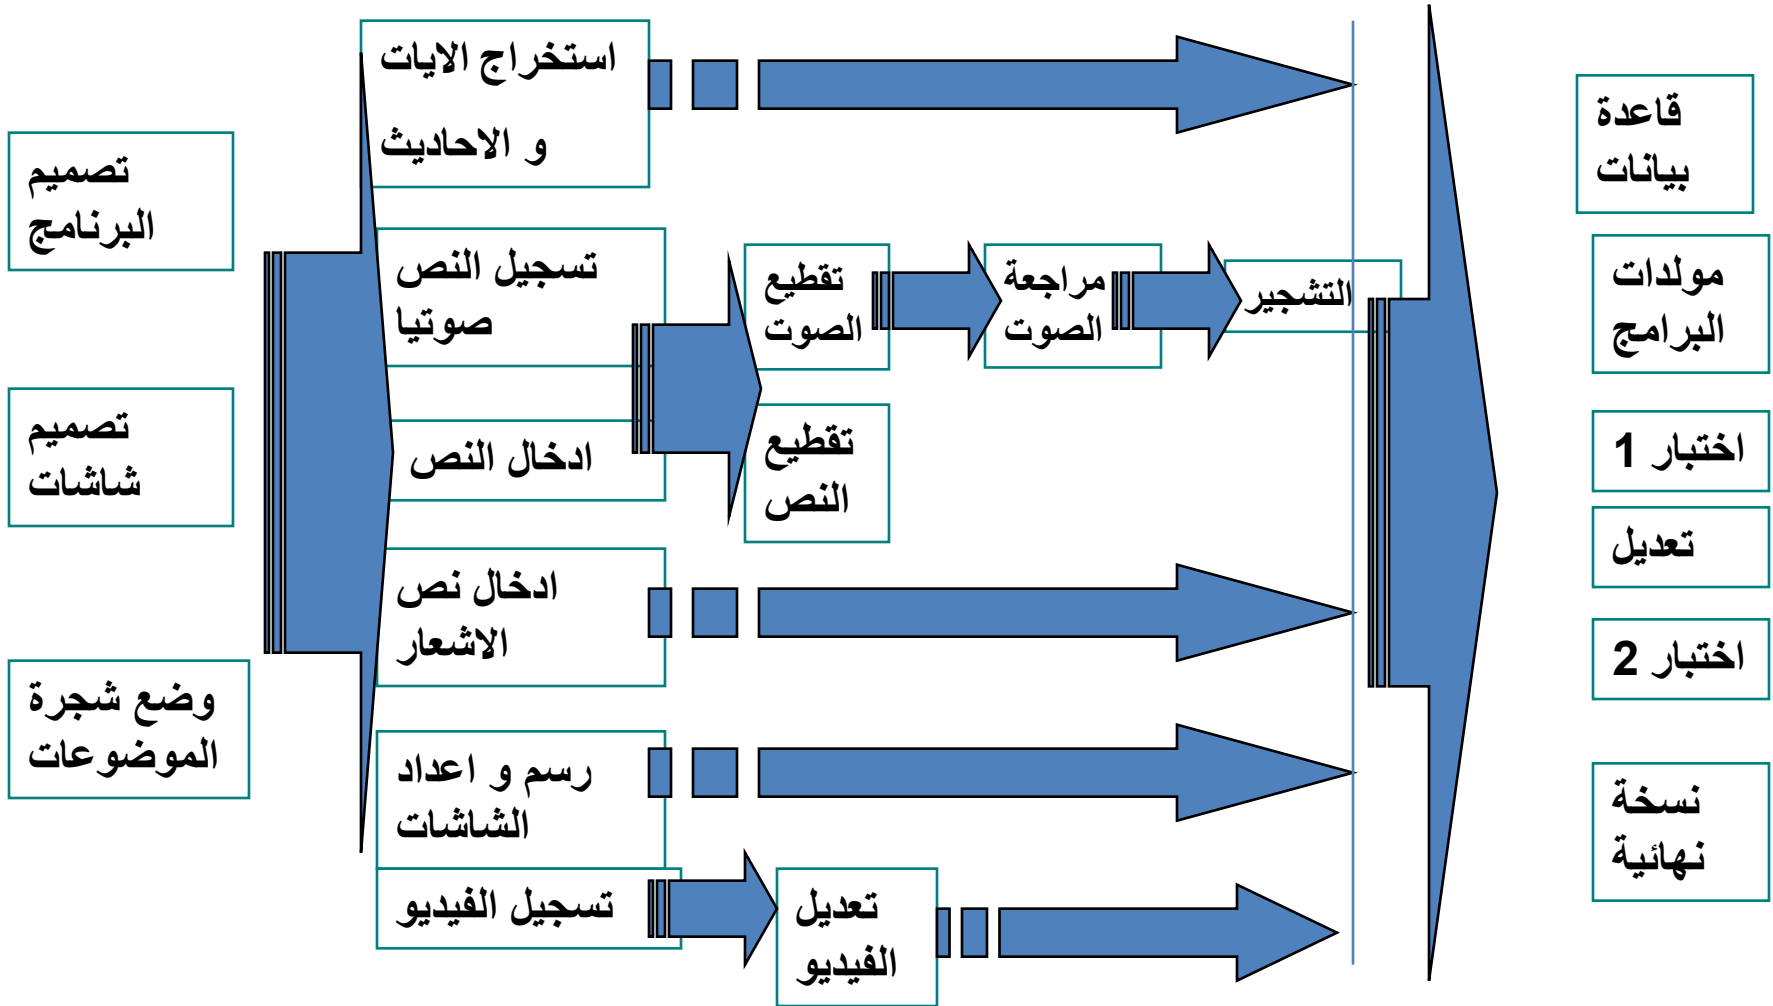 تصميم
البرنامج
تصميم
شاشات
وضع شجرة
الموضوعات
استخراج الايات
و الاحاديث
تسجيل النص
صوتيا
ادخال النص
ادخال نص
الاشعار
رسم و اعداد
الشاشات
تسجيل الفيديو
تقطيع
الصوت
تقطيع
النص
مراجعة
الصوت
التشجير
تعديل
الفيديو
قاعدة
بيانات
مولدات
البرامج
اختبار 1
تعديل
اختبار 2
نسخة
نهائية